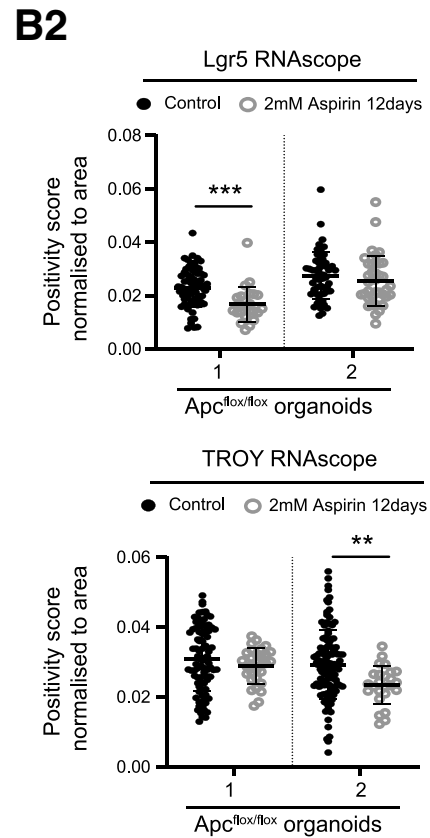 B2
Lgr5 RNAscope
Control 2mM Aspirin 12days
Positivity score
normalised to area
0.08
0.06
0.04
0.02
0.00
***
1 2
Apcflox/flox organoids
TROY RNAscope
Control 2mM Aspirin 12days
Positivity score
normalised to area
0.06
0.04
0.02
0.00
**
1 2
Apcflox/flox organoids